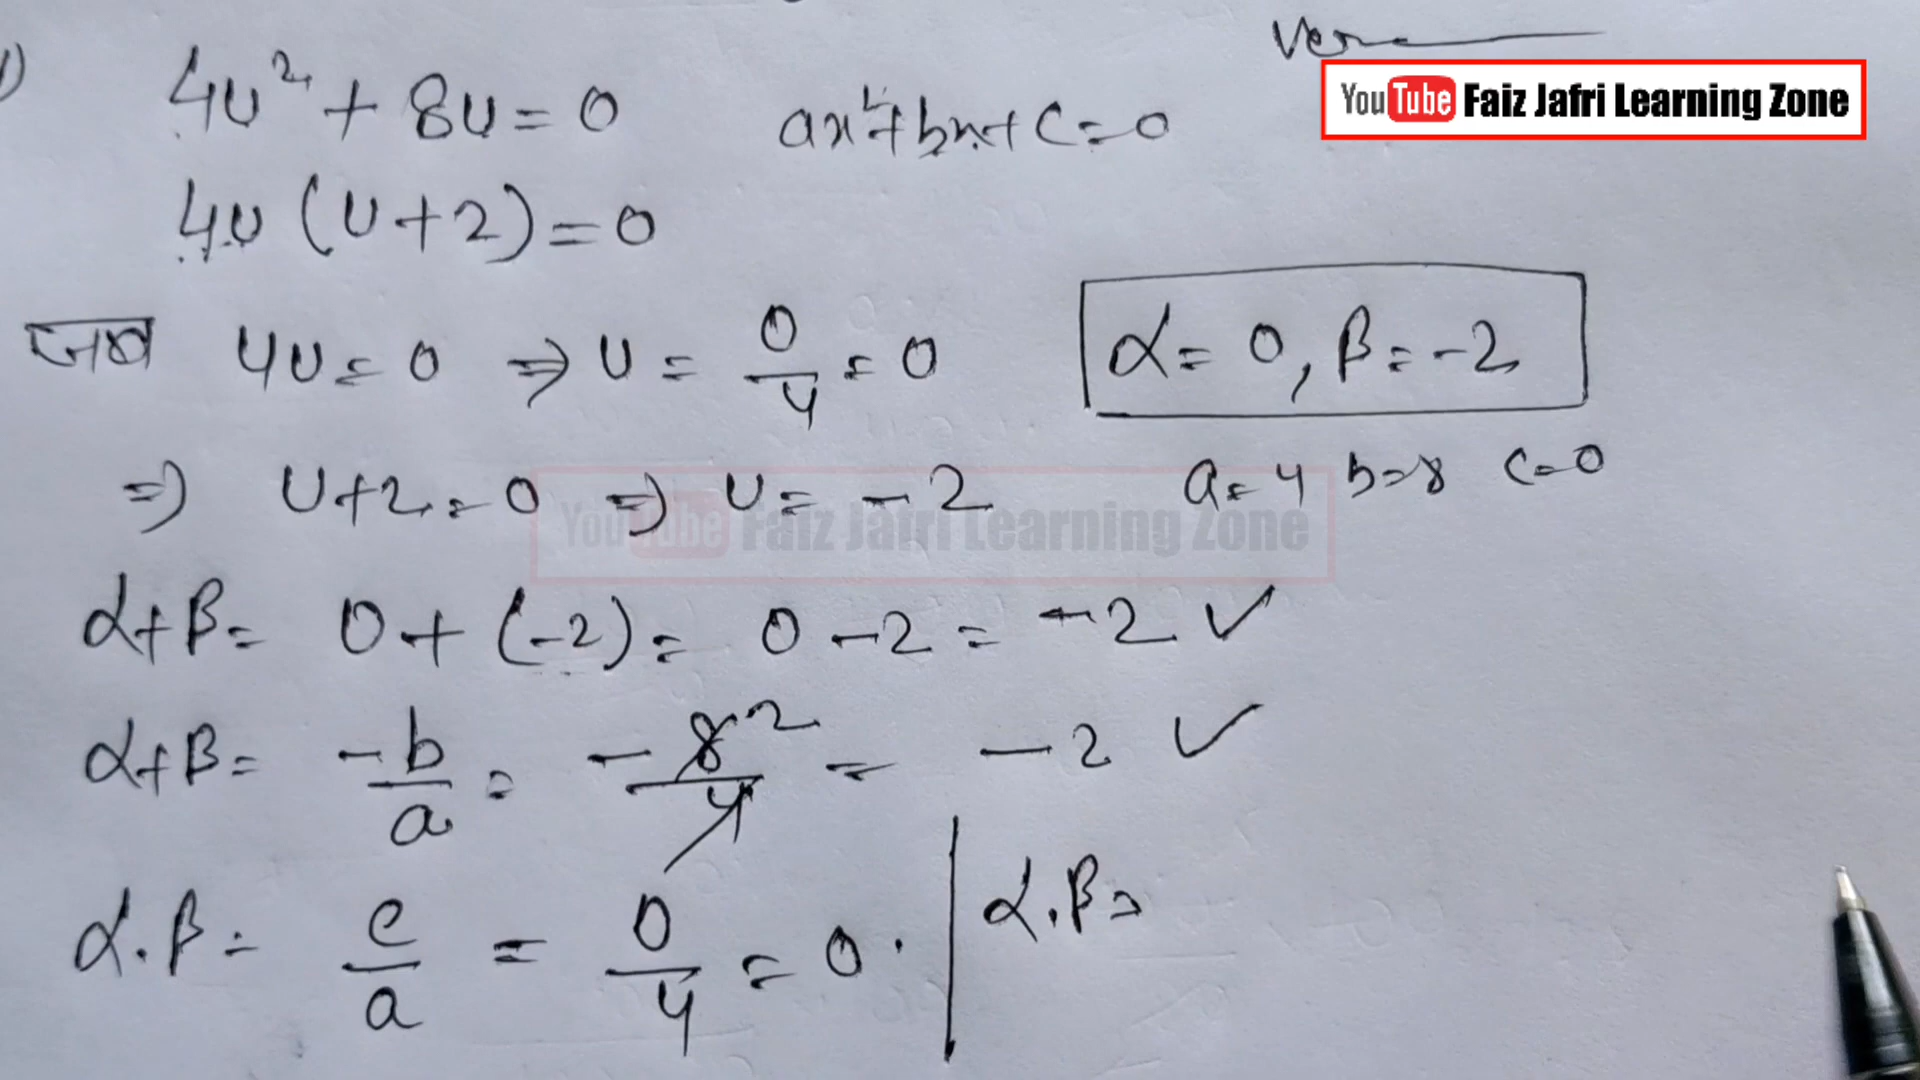 4u² + 8u = 0 ax² + bx + c = 0
YouTube Faiz Jafri Learning Zone
4u (u+2) = 0
जब 4u = 0 ⇒ u = 0/4 = 0
α = 0, β = -2
⇒ u+2 = 0 ⇒ u = -2
a = 4 b = 8 c = 0
YouTube Faiz Jafri Learning Zone
α+β = 0 + (-2) = 0 - 2 = -2 ✓
α+β = -b/a = -8/4 2 = -2 ✓
α.β = c/a = 0/4 = 0 .
α.β =